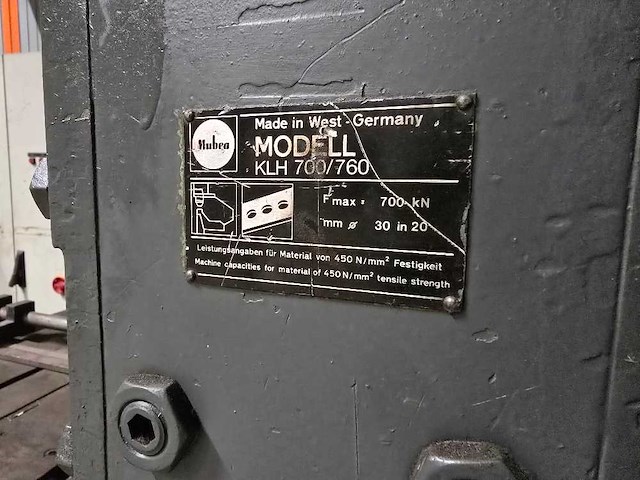 Made in West-Germany
Mubea
MODELL
KLH 700/760
Fmax = 700 kN
mm ø 30 in 20
Leistungsangaben für Material von 450 N/mm² Festigkeit
Machine capacities for material of 450 N/mm² tensile strength